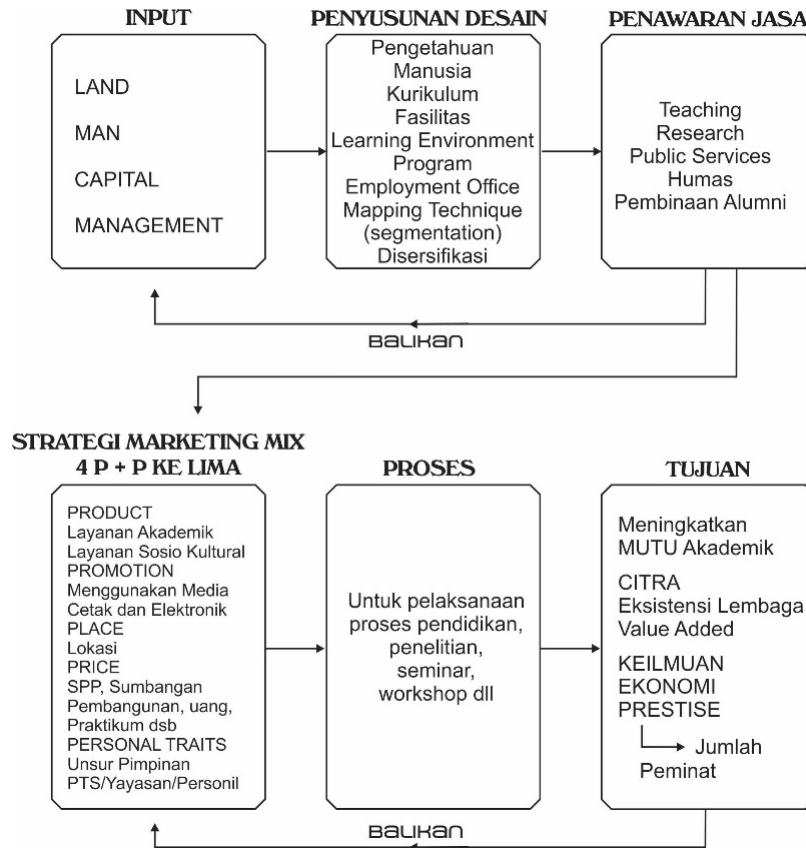 INPUT
LAND
MAN
CAPITAL
MANAGEMENT
PENYUSUNAN DESAIN
Pengetahuan
Manusia
Kurikulum
Fasilitas
Learning Environment
Program
Employment Office
Mapping Technique
(segmentation)
Disersifikasi
PENAWARAN JASA
Teaching
Research
Public Services
Humas
Pembinaan Alumni
BALIKAN
STRATEGI MARKETING MIX
4 P + P KE LIMA
PRODUCT
Layanan Akademik
Layanan Sosio Kultural
PROMOTION
Menggunakan Media
Cetak dan Elektronik
PLACE
Lokasi
PRICE
SPP, Sumbangan
Pembangunan, uang,
Praktikum dsb
PERSONAL TRAITS
Unsur Pimpinan
PTS/Yayasan/Personil
PROSES
Untuk pelaksanaan
proses pendidikan,
penelitian,
seminar,
workshop dll
TUJUAN
Meningkatkan
MUTU Akademik
CITRA
Eksistensi Lembaga
Value Added
KEILMUAN
EKONOMI
PRESTISE
Jumlah
Peminat
BALIKAN